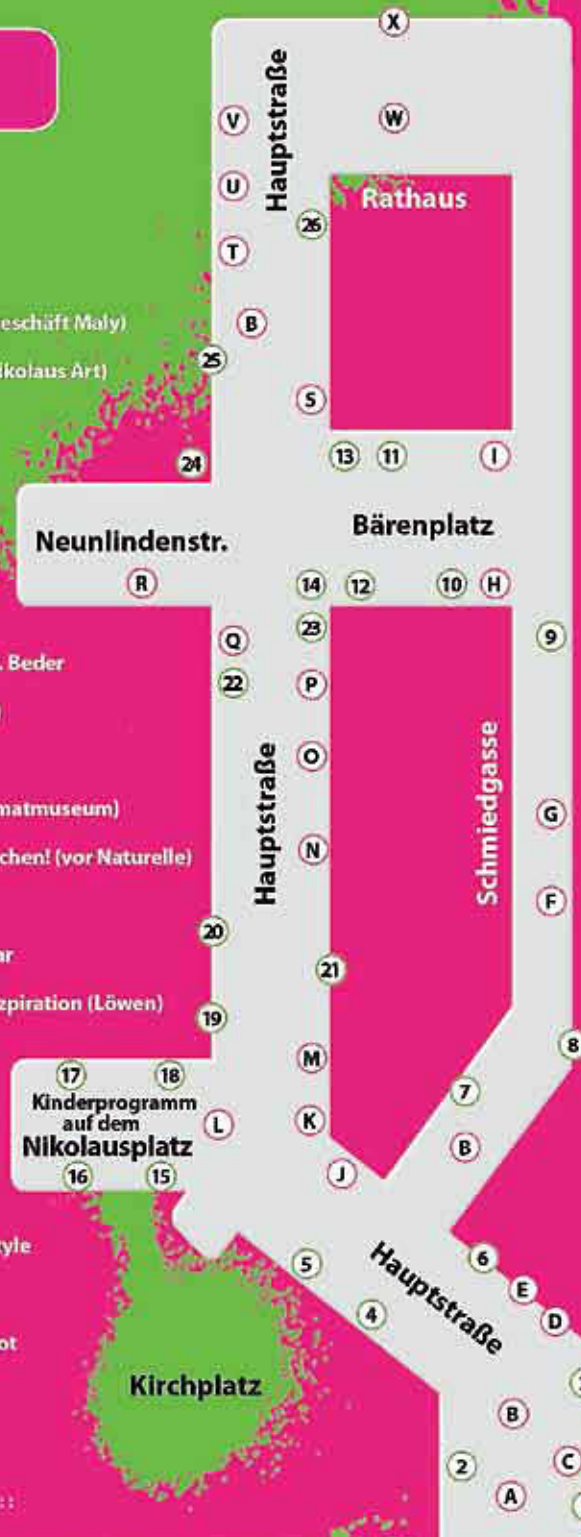 X
Hauptstraße
V
W
U
Rathaus
26
T
eschäft Maly)
B
25
ikolaus Art)
S
24
13
11
I
Neunlindenstr.
Bärenplatz
R
14
12
10
H
23
9
Q
. Beder
22
P
)
Hauptstraße
O
Schmiedgasse
matmuseum)
G
N
chen! (vor Naturelle)
F
20
ar
21
zpiration (Löwen)
19
8
M
17
18
7
Kinderprogramm
auf dem
Nikolausplatz
L
K
B
16
15
J
tyle
5
Hauptstraße
6
E
4
D
ot
Kirchplatz
B
2
C
A